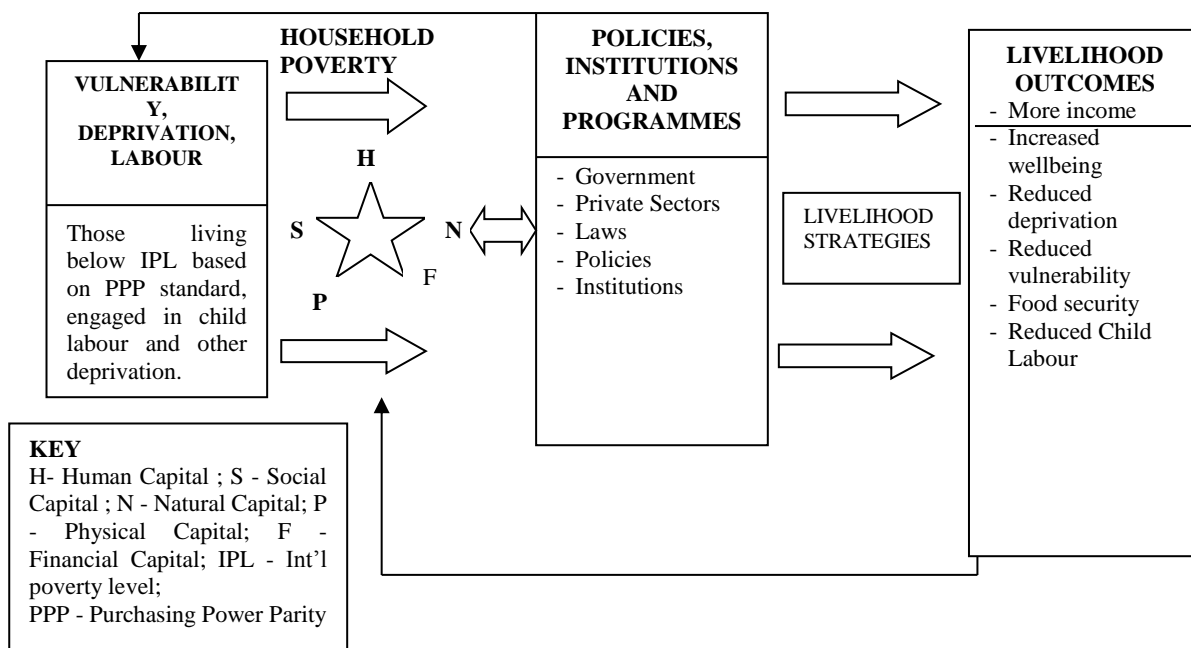 VULNERABILIT
Y,
DEPRIVATION,
LABOUR
Those living
below IPL based
on PPP standard,
engaged in child
labour and other
deprivation.
HOUSEHOLD
POVERTY
H
S
N
F
P
POLICIES,
INSTITUTIONS
AND
PROGRAMMES
- Government
- Private Sectors
- Laws
- Policies
- Institutions
LIVELIHOOD
STRATEGIES
LIVELIHOOD
OUTCOMES
- More income
- Increased
wellbeing
- Reduced
deprivation
- Reduced
vulnerability
- Food security
- Reduced Child
Labour
KEY
H- Human Capital ; S - Social
Capital ; N - Natural Capital; P
- Physical Capital; F -
Financial Capital; IPL - Int’l
poverty level;
PPP - Purchasing Power Parity